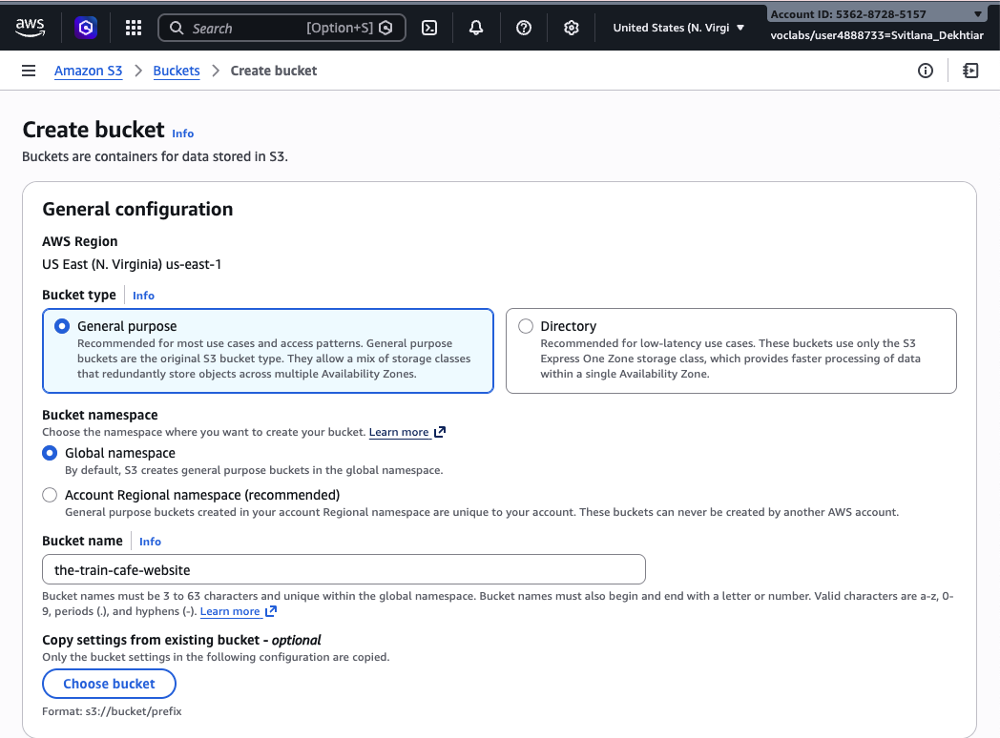 aws
Search [Option+S]
United States (N. Virgi
Account ID: 5362-8728-5157
voclabs/user4888733=Svitlana_Dekhtiar
Amazon S3 > Buckets > Create bucket
Create bucket Info
Buckets are containers for data stored in S3.
General configuration
AWS Region
US East (N. Virginia) us-east-1
Bucket type Info
General purpose
Recommended for most use cases and access patterns. General purpose
buckets are the original S3 bucket type. They allow a mix of storage classes
that redundantly store objects across multiple Availability Zones.
Directory
Recommended for low-latency use cases. These buckets use only the S3
Express One Zone storage class, which provides faster processing of data
within a single Availability Zone.
Bucket namespace
Choose the namespace where you want to create your bucket. Learn more
Global namespace
By default, S3 creates general purpose buckets in the global namespace.
Account Regional namespace (recommended)
General purpose buckets created in your account Regional namespace are unique to your account. These buckets can never be created by another AWS account.
Bucket name Info
the-train-cafe-website
Bucket names must be 3 to 63 characters and unique within the global namespace. Bucket names must also begin and end with a letter or number. Valid characters are a-z, 0-
9, periods (.), and hyphens (-). Learn more
Copy settings from existing bucket - optional
Only the bucket settings in the following configuration are copied.
Choose bucket
Format: s3://bucket/prefix